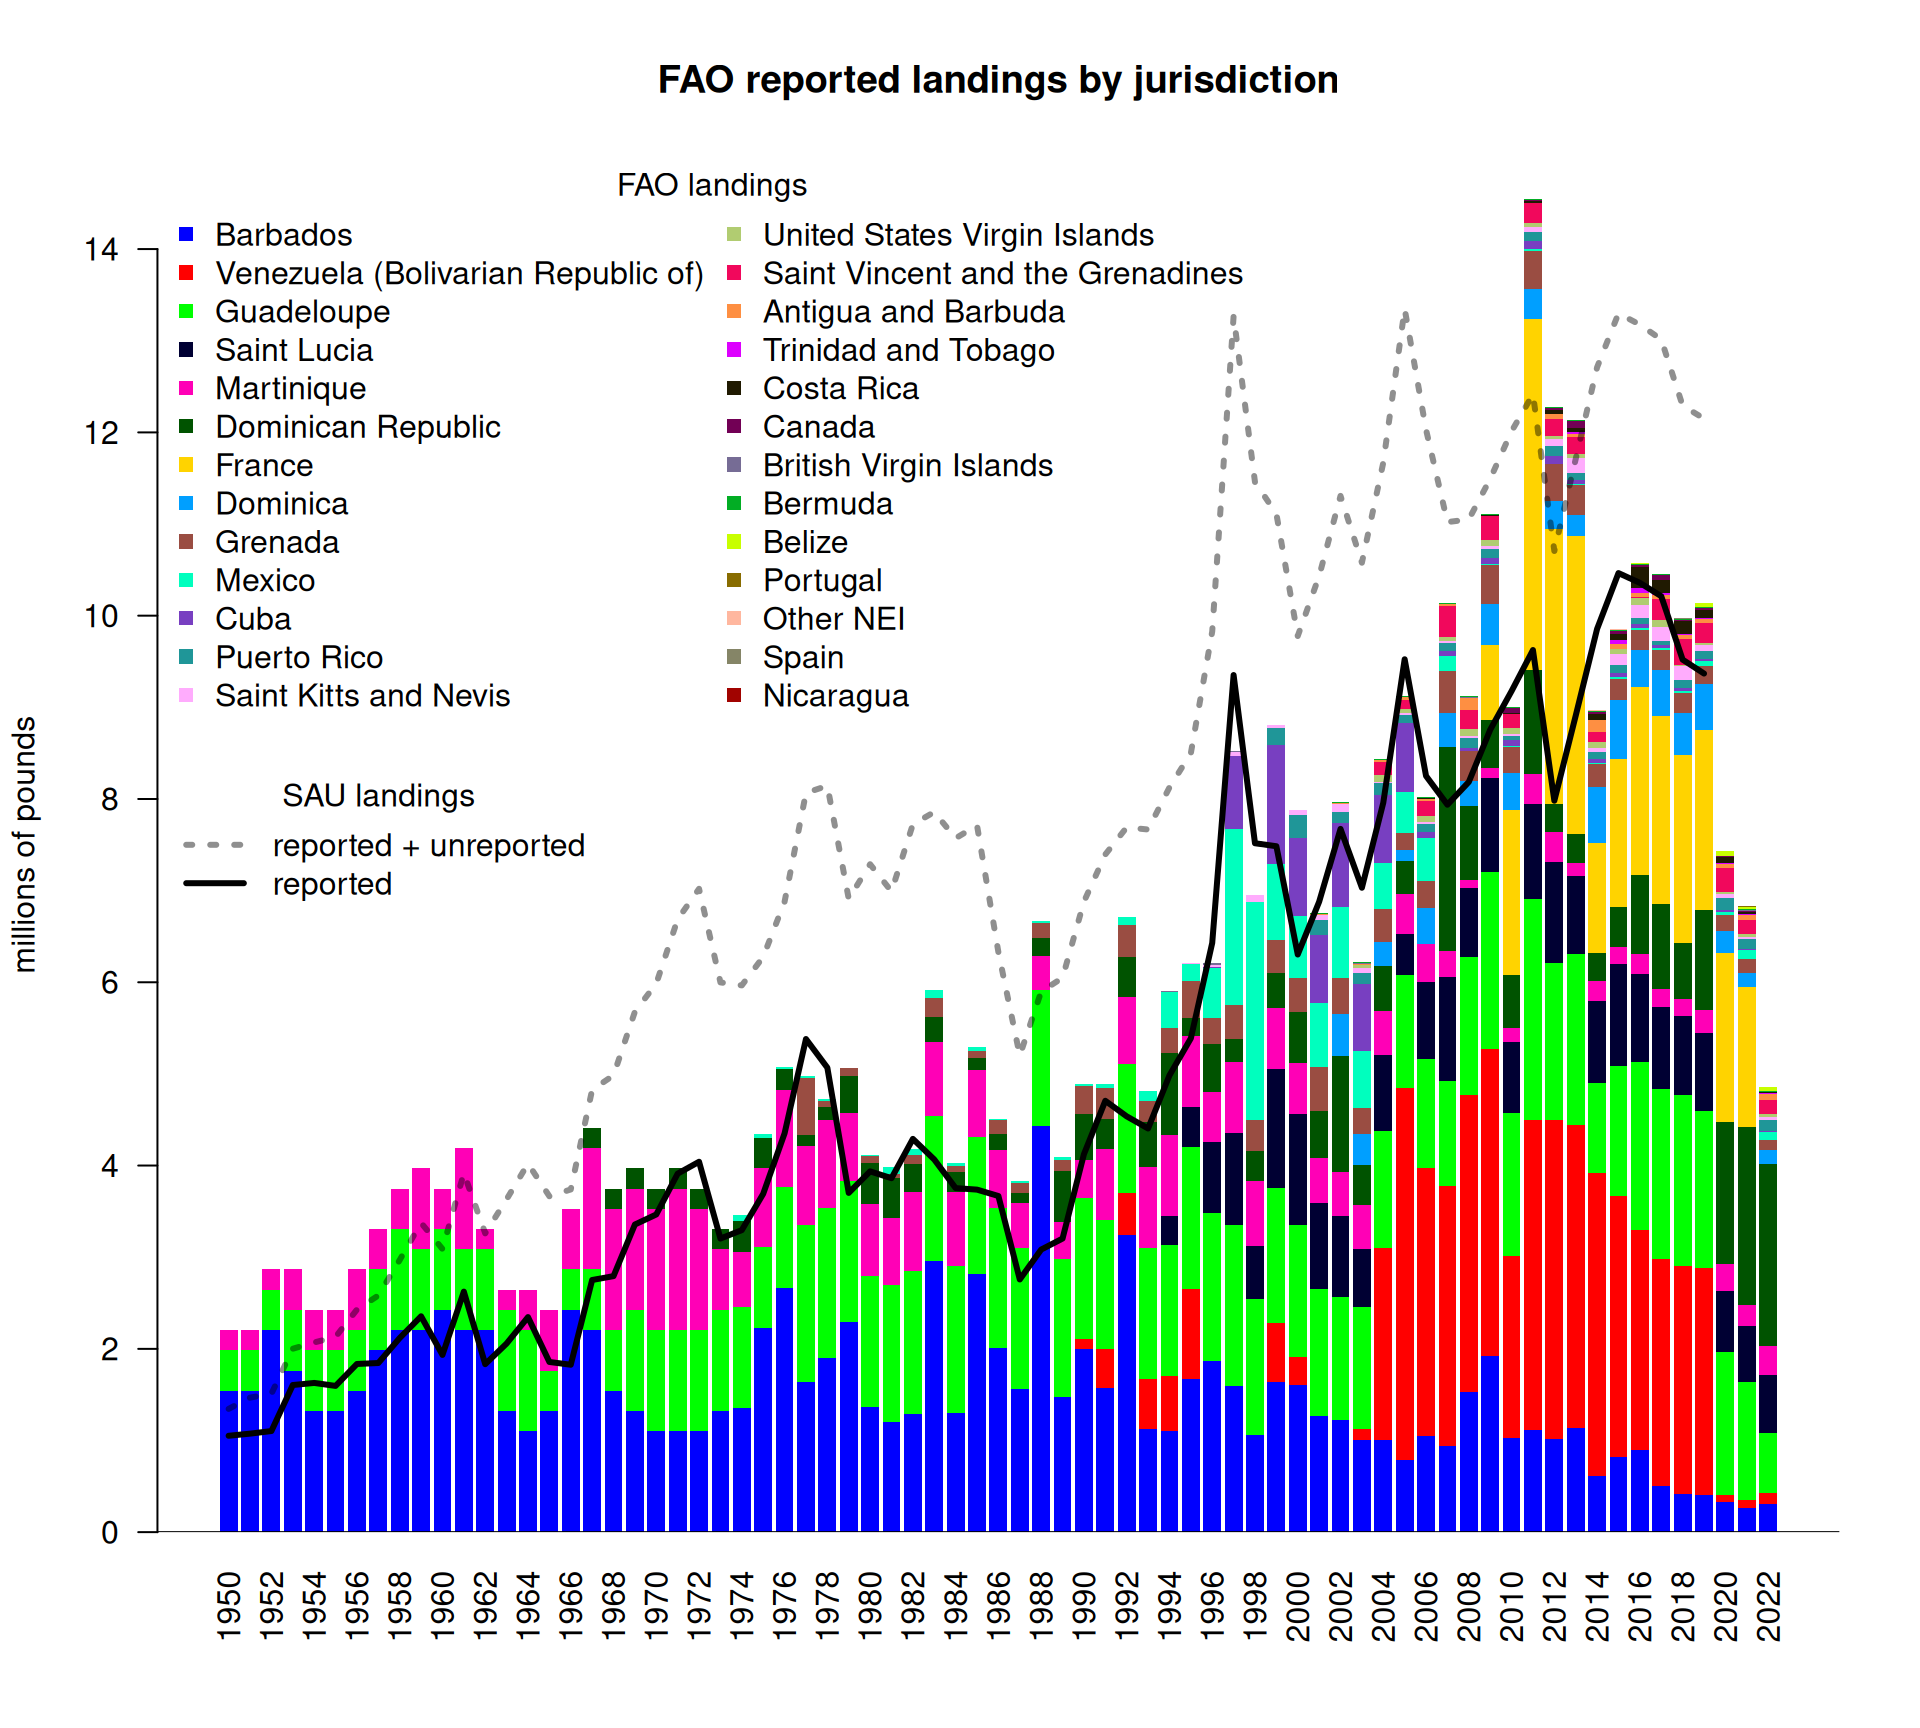 FAO reported landings by jurisdiction
FAO landings
Barbados
Venezuela (Bolivarian Republic of)
Guadeloupe
Saint Lucia
Martinique
Dominican Republic
France
Dominica
Grenada
Mexico
Cuba
Puerto Rico
Saint Kitts and Nevis
United States Virgin Islands
Saint Vincent and the Grenadines
Antigua and Barbuda
Trinidad and Tobago
Costa Rica
Canada
British Virgin Islands
Bermuda
Belize
Portugal
Other NEI
Spain
Nicaragua
SAU landings
reported + unreported
reported
millions of pounds
14
12
10
8
6
4
2
0
1950
1952
1954
1956
1958
1960
1962
1964
1966
1968
1970
1972
1974
1976
1978
1980
1982
1984
1986
1988
1990
1992
1994
1996
1998
2000
2002
2004
2006
2008
2010
2012
2014
2016
2018
2020
2022